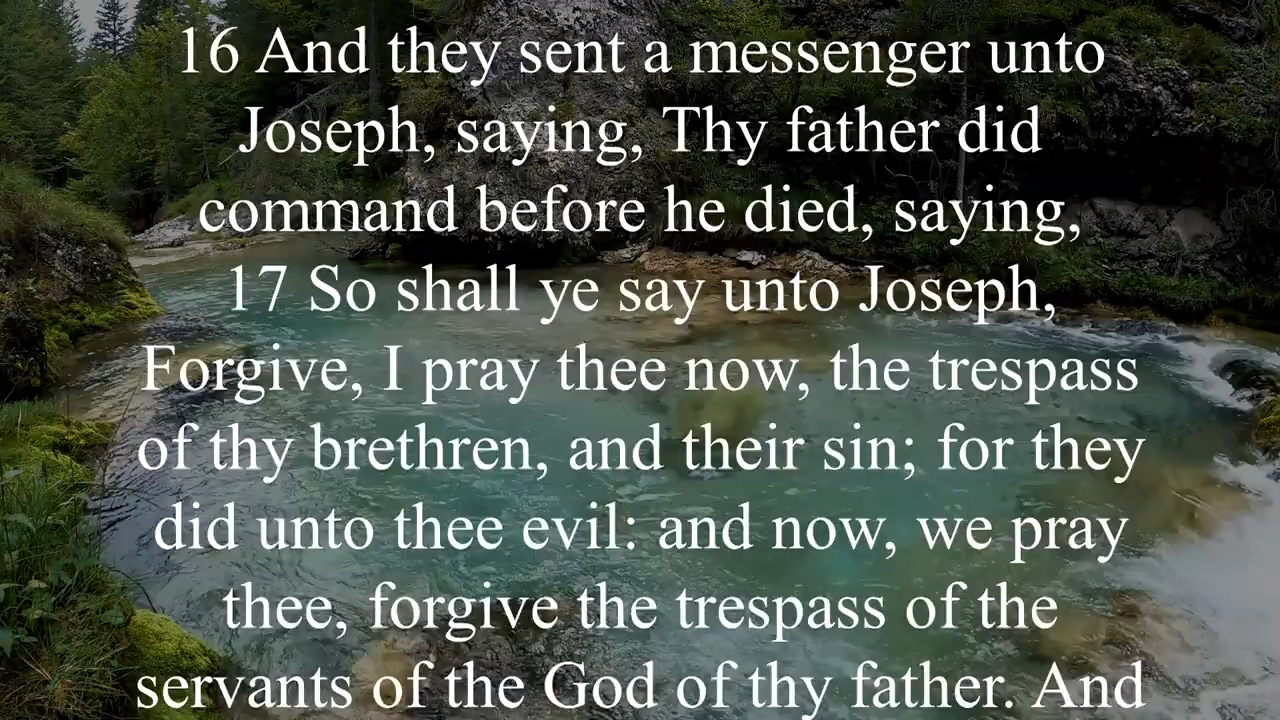 16 And they sent a messenger unto
Joseph, saying, Thy father did
command before he died, saying,
17 So shall ye say unto Joseph,
Forgive, I pray thee now, the trespass
of thy brethren, and their sin; for they
did unto thee evil: and now, we pray
thee, forgive the trespass of the
servants of the God of thy father. And